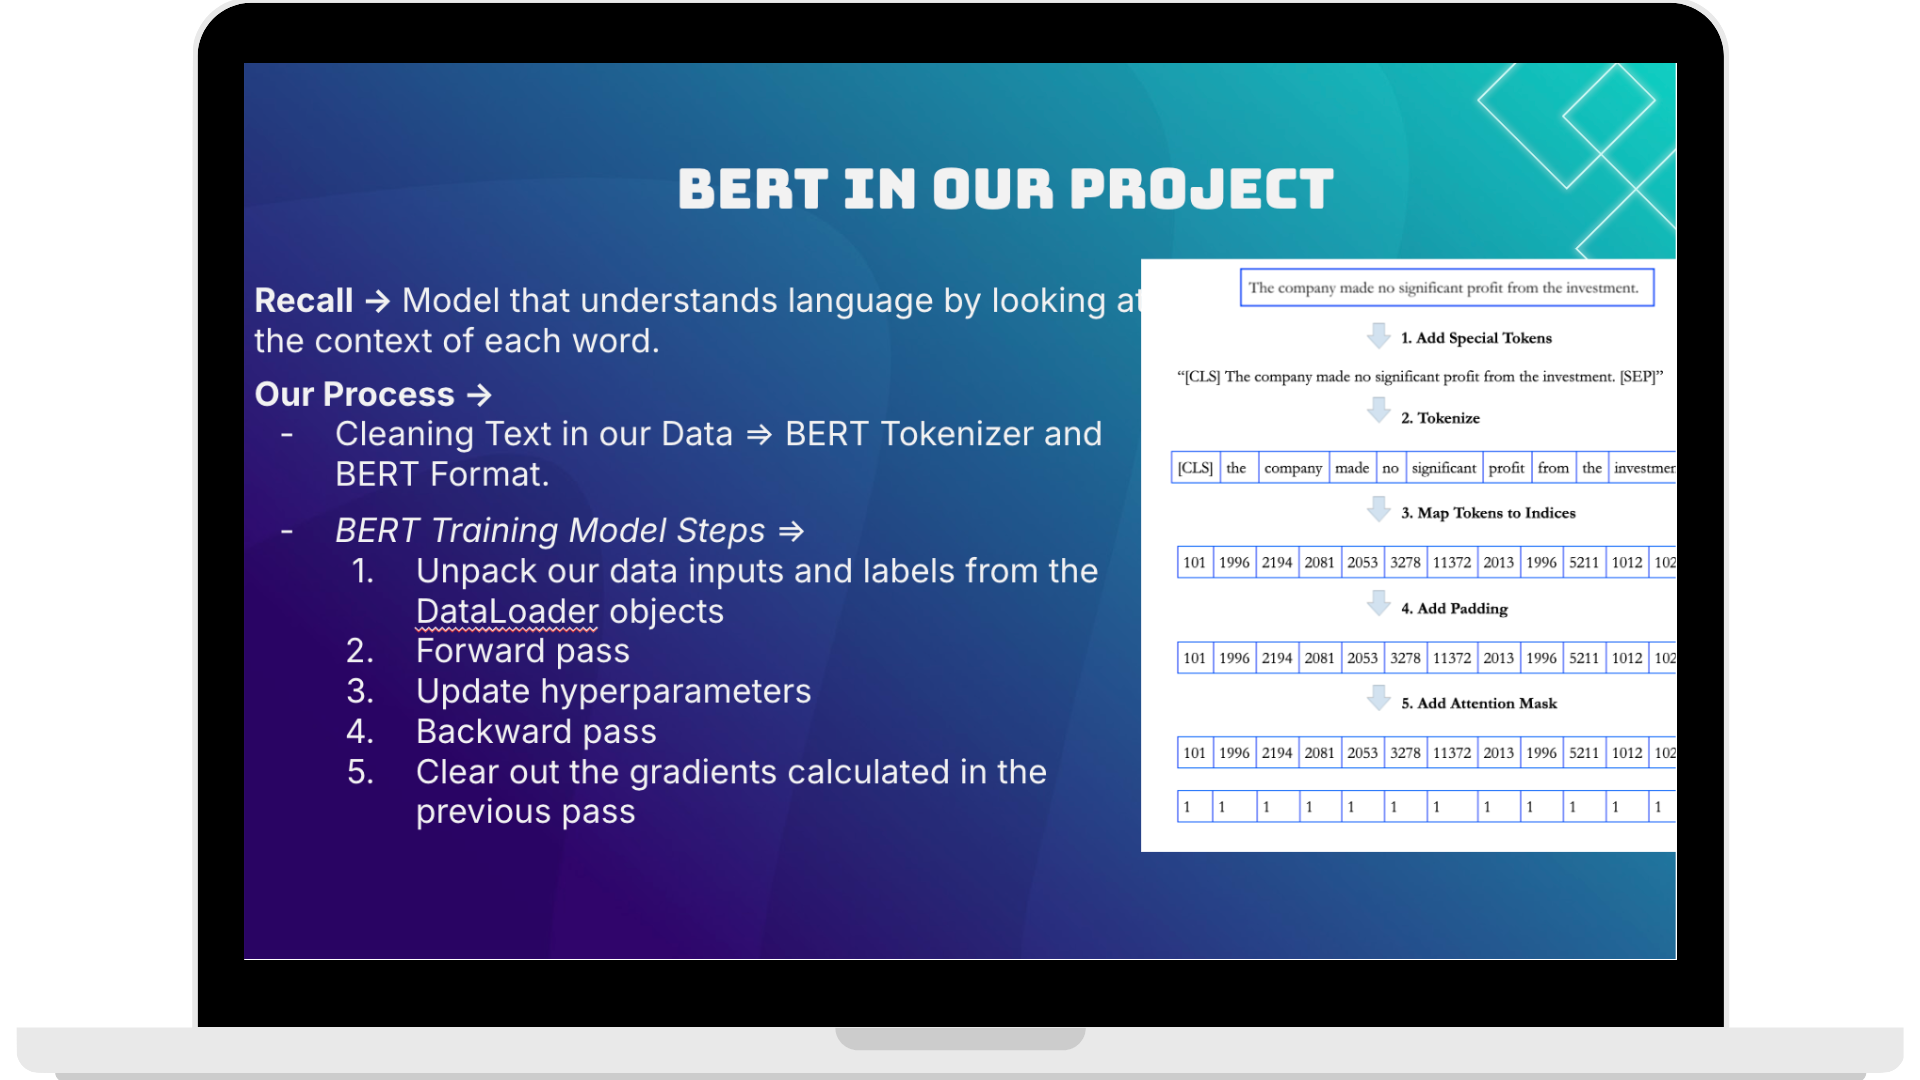 BERT IN OUR PROJECT
Recall → Model that understands language by looking at
the context of each word.
Our Process →
- Cleaning Text in our Data ⇒ BERT Tokenizer and
BERT Format.
- BERT Training Model Steps ⇒
1. Unpack our data inputs and labels from the
DataLoader objects
2. Forward pass
3. Update hyperparameters
4. Backward pass
5. Clear out the gradients calculated in the
previous pass
The company made no significant profit from the investment.
1. Add Special Tokens
“[CLS] The company made no significant profit from the investment. [SEP]”
2. Tokenize
[CLS] the company made no significant profit from the
3. Map Tokens to Indices
101 1996 2194 2081 2053 3278 11372 2013 1996 5211 1012
4. Add Padding
101 1996 2194 2081 2053 3278 11372 2013 1996 5211 1012
5. Add Attention Mask
101 1996 2194 2081 2053 3278 11372 2013 1996 5211 1012
1 1 1 1 1 1 1 1 1 1 1 1